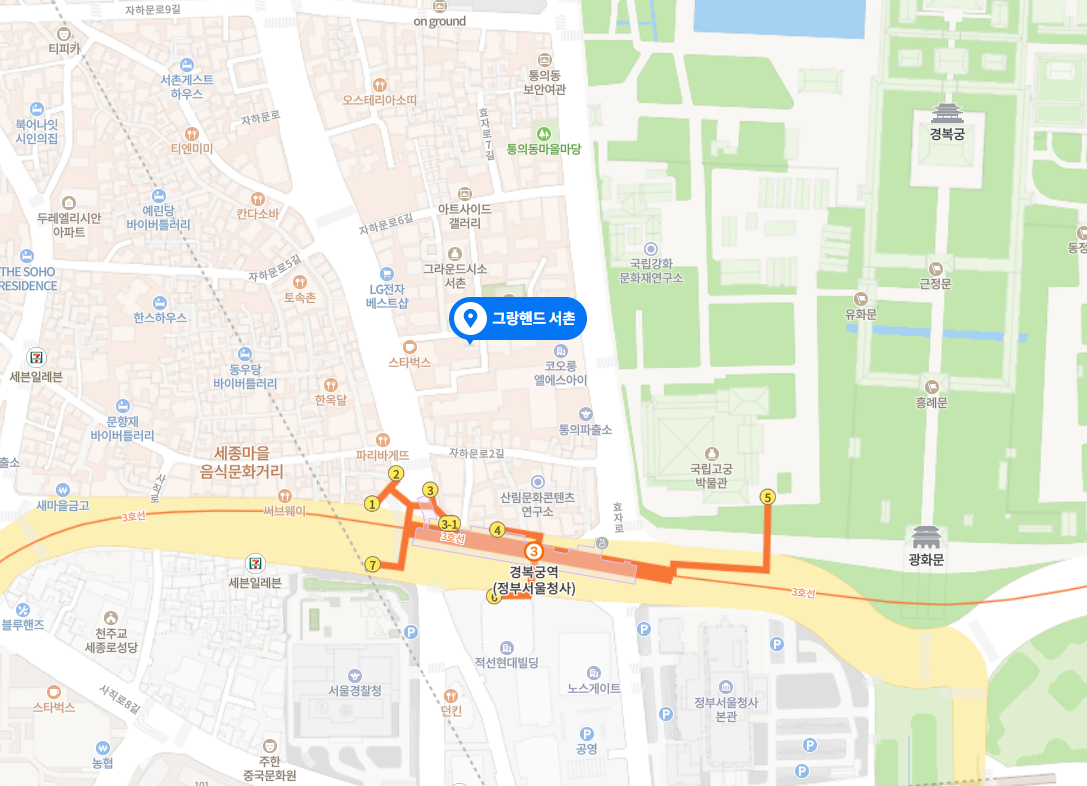 자하문로9길
on ground
티피카
서촌게스트
하우스
통의동
보안여관
오스테리아소띠
북어나잇
시인의집
자하문로
효자로7길
경복궁
티엔미미
통의동마을마당
예린당
바이버틀러리
칸다소바
아트사이드
갤러리
두레엘리시안
아파트
자하문로6길
동정
THE SOHO
RESIDENCE
자하문로5길
그라운드시소
서촌
국립강화
문화재연구소
근정문
토속촌
LG전자
베스트샵
유화문
한스하우스
그랑핸드 서촌
스타벅스
코오롱
엘에스아이
세븐일레븐
동우당
바이버틀러리
한옥달
흥례문
문향재
바이버틀러리
통의파출소
세종마을
음식문화거리
파리바게뜨
자하문로2길
출소
사직로
국립고궁
박물관
2
3
1
5
새마을금고
써브웨이
산림문화콘텐츠
연구소
효자로
3호선
3-1
4
3호선
3
광화문
7
경복궁역
(정부서울청사)
6
세븐일레븐
3호선
블루핸즈
천주교
세종로성당
P
P
P
적선현대빌딩
서울경찰청
노스게이트
정부서울청사
본관
사직로8길
스타벅스
던킨
P
P
공영
P
농협
주한
중국문화원
P
101